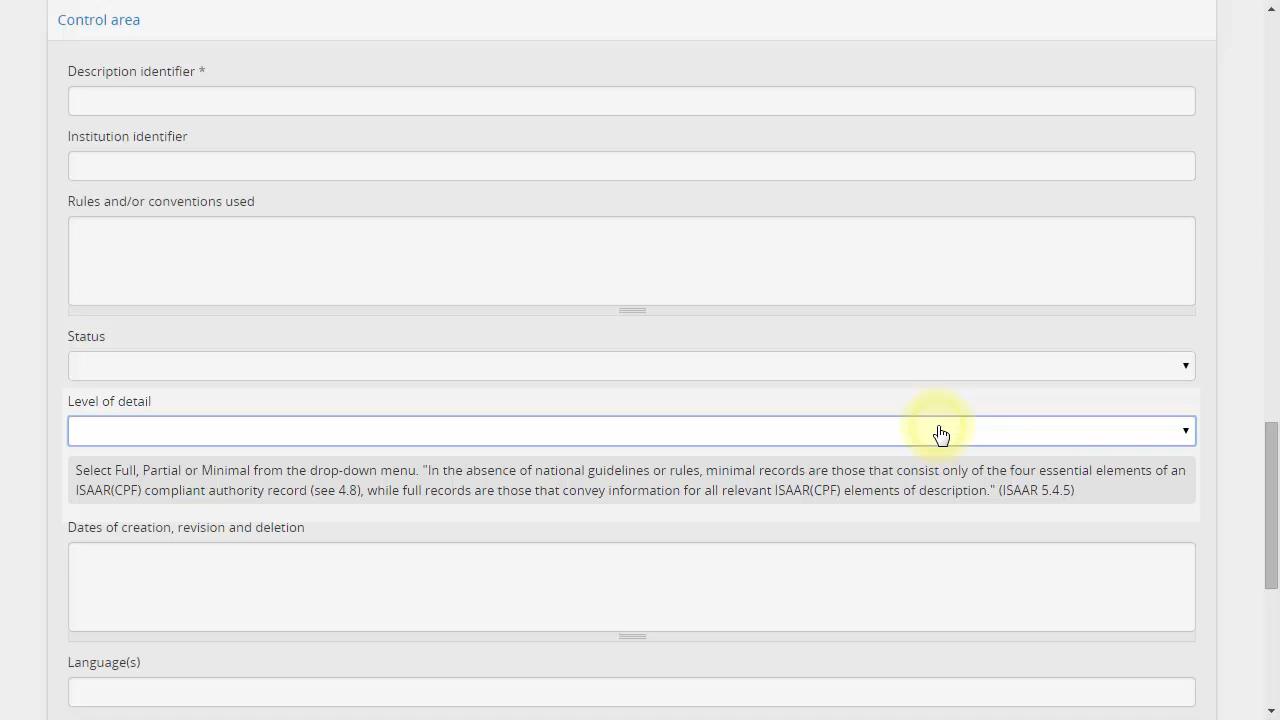 Control area
Description identifier *
Institution identifier
Rules and/or conventions used
Status
Level of detail
Select Full, Partial or Minimal from the drop-down menu. "In the absence of national guidelines or rules, minimal records are those that consist only of the four essential elements of an
ISAAR(CPF) compliant authority record (see 4.8), while full records are those that convey information for all relevant ISAAR(CPF) elements of description." (ISAAR 5.4.5)
Dates of creation, revision and deletion
Language(s)